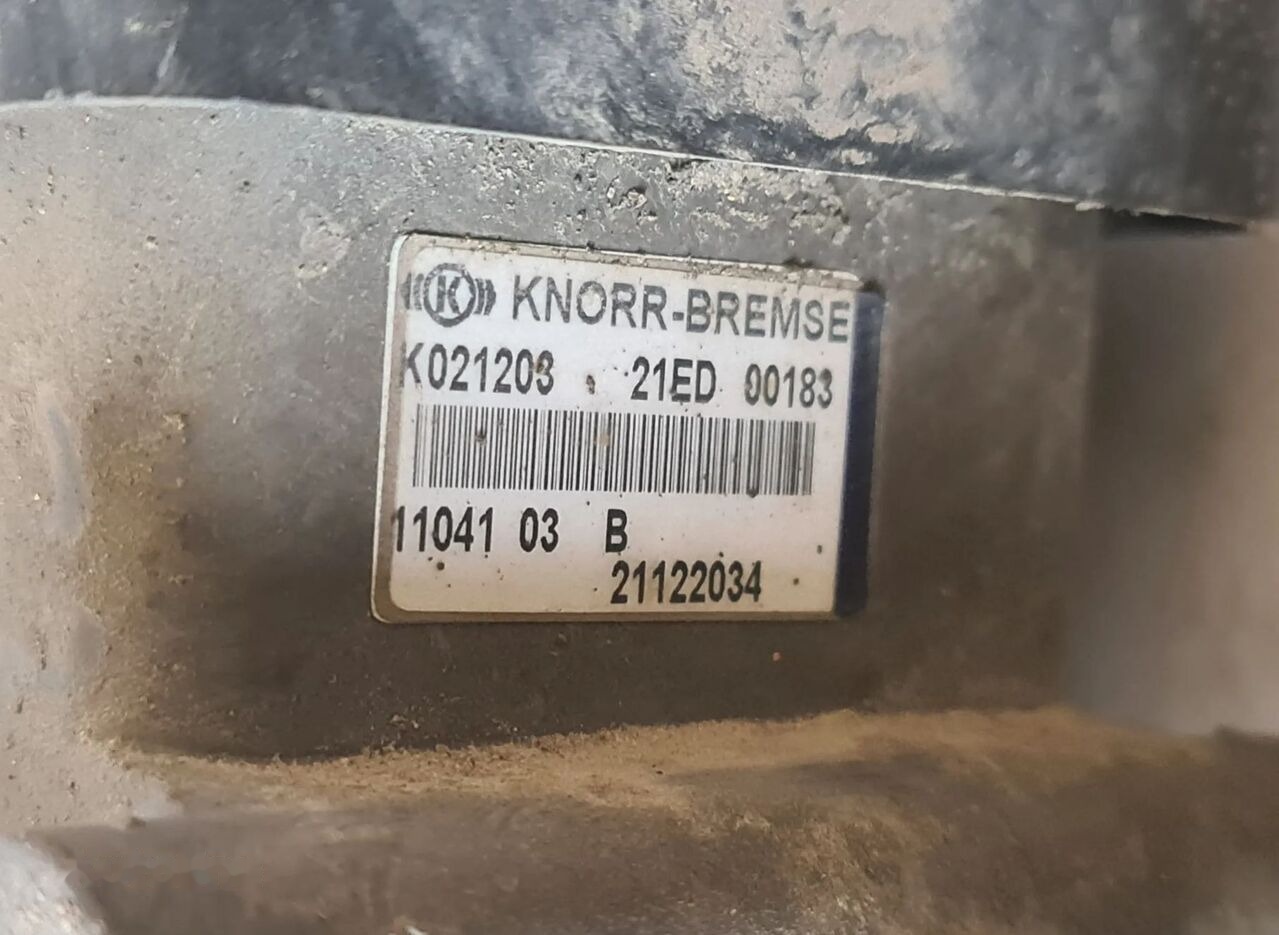 K KNORR-BREMSE
K021203 21ED 00183
11041 03 B
21122034